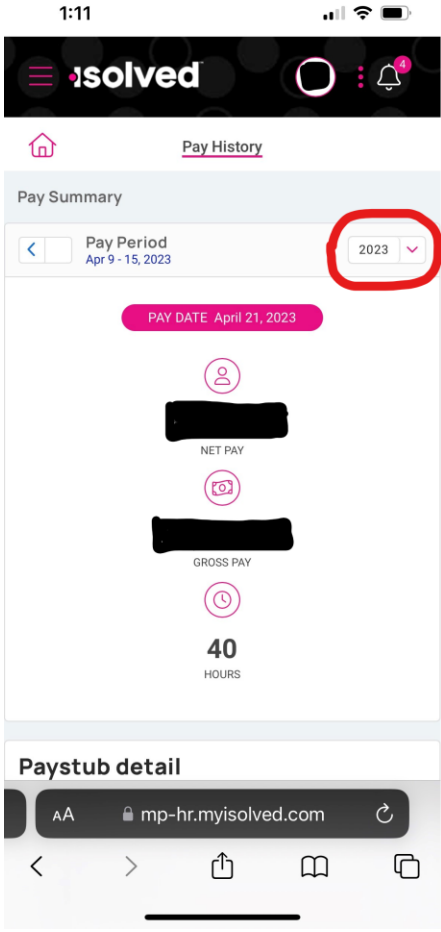 1:11
isolved
4
Pay History
Pay Summary
Pay Period
Apr 9 - 15, 2023
2023
PAY DATE April 21, 2023
NET PAY
GROSS PAY
40
HOURS
Paystub detail
AA mp-hr.myisolved.com